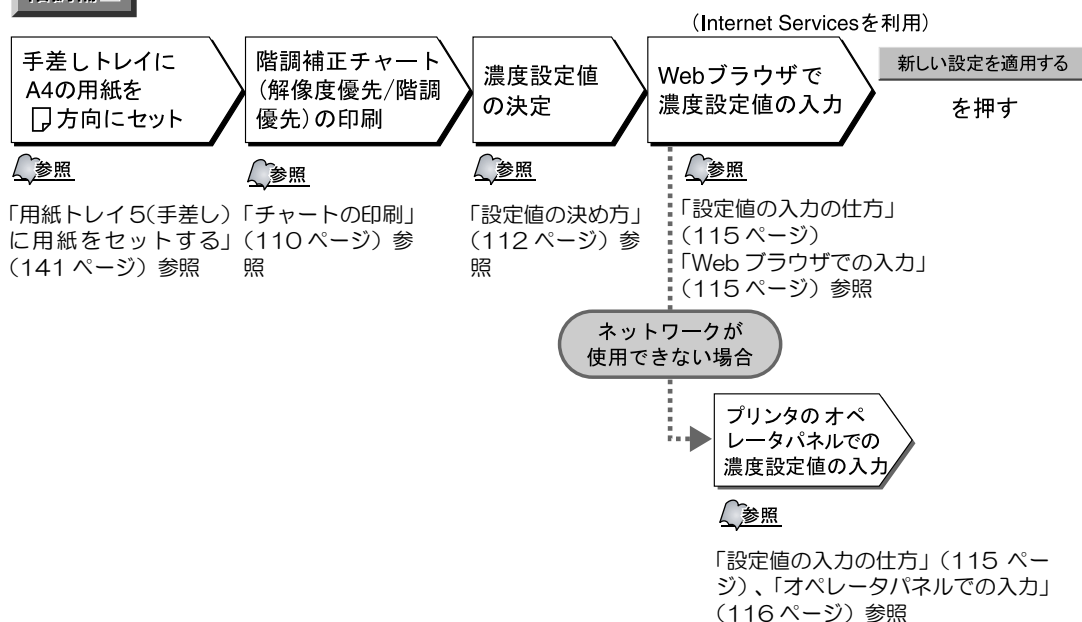 （Internet Servicesを利用）
手差しトレイに
A4の用紙を
方向にセット
階調補正チャート
（解像度優先/階調
優先）の印刷
濃度設定値
の決定
Webブラウザで
濃度設定値の入力
新しい設定を適用する
を押す
参照
「用紙トレイ5（手差し）
に用紙をセットする」
（141ページ）参照
参照
「チャートの印刷」
（110ページ）参
照
参照
「設定値の決め方」
（112ページ）参
照
参照
「設定値の入力の仕方」
（115ページ）
「Web ブラウザでの入力」
（115ページ）参照
ネットワークが
使用できない場合
プリンタの オペ
レータパネルでの
濃度設定値の入力
参照
「設定値の入力の仕方」（115 ペー
ジ）、「オペレータパネルでの入力」
（116ページ）参照